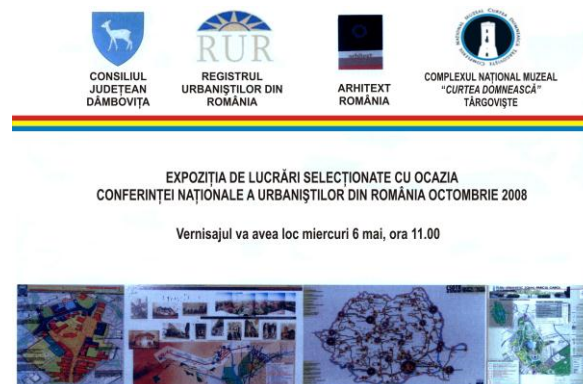 CONSILIUL
JUDEȚEAN
DÂMBOVIȚA
RUR
REGISTRUL
URBANIȘTILOR DIN
ROMÂNIA
ARHITEXT
ROMÂNIA
COMPLEXUL NAȚIONAL MUZEAL
“CURTEA DOMNEASCĂ”
TÂRGOVIȘTE
EXPOZIȚIA DE LUCRĂRI SELECȚIONATE CU OCAZIA
CONFERINȚEI NAȚIONALE A URBANIȘTILOR DIN ROMÂNIA OCTOMBRIE 2008
Vernisajul va avea loc miercuri 6 mai, ora 11.00